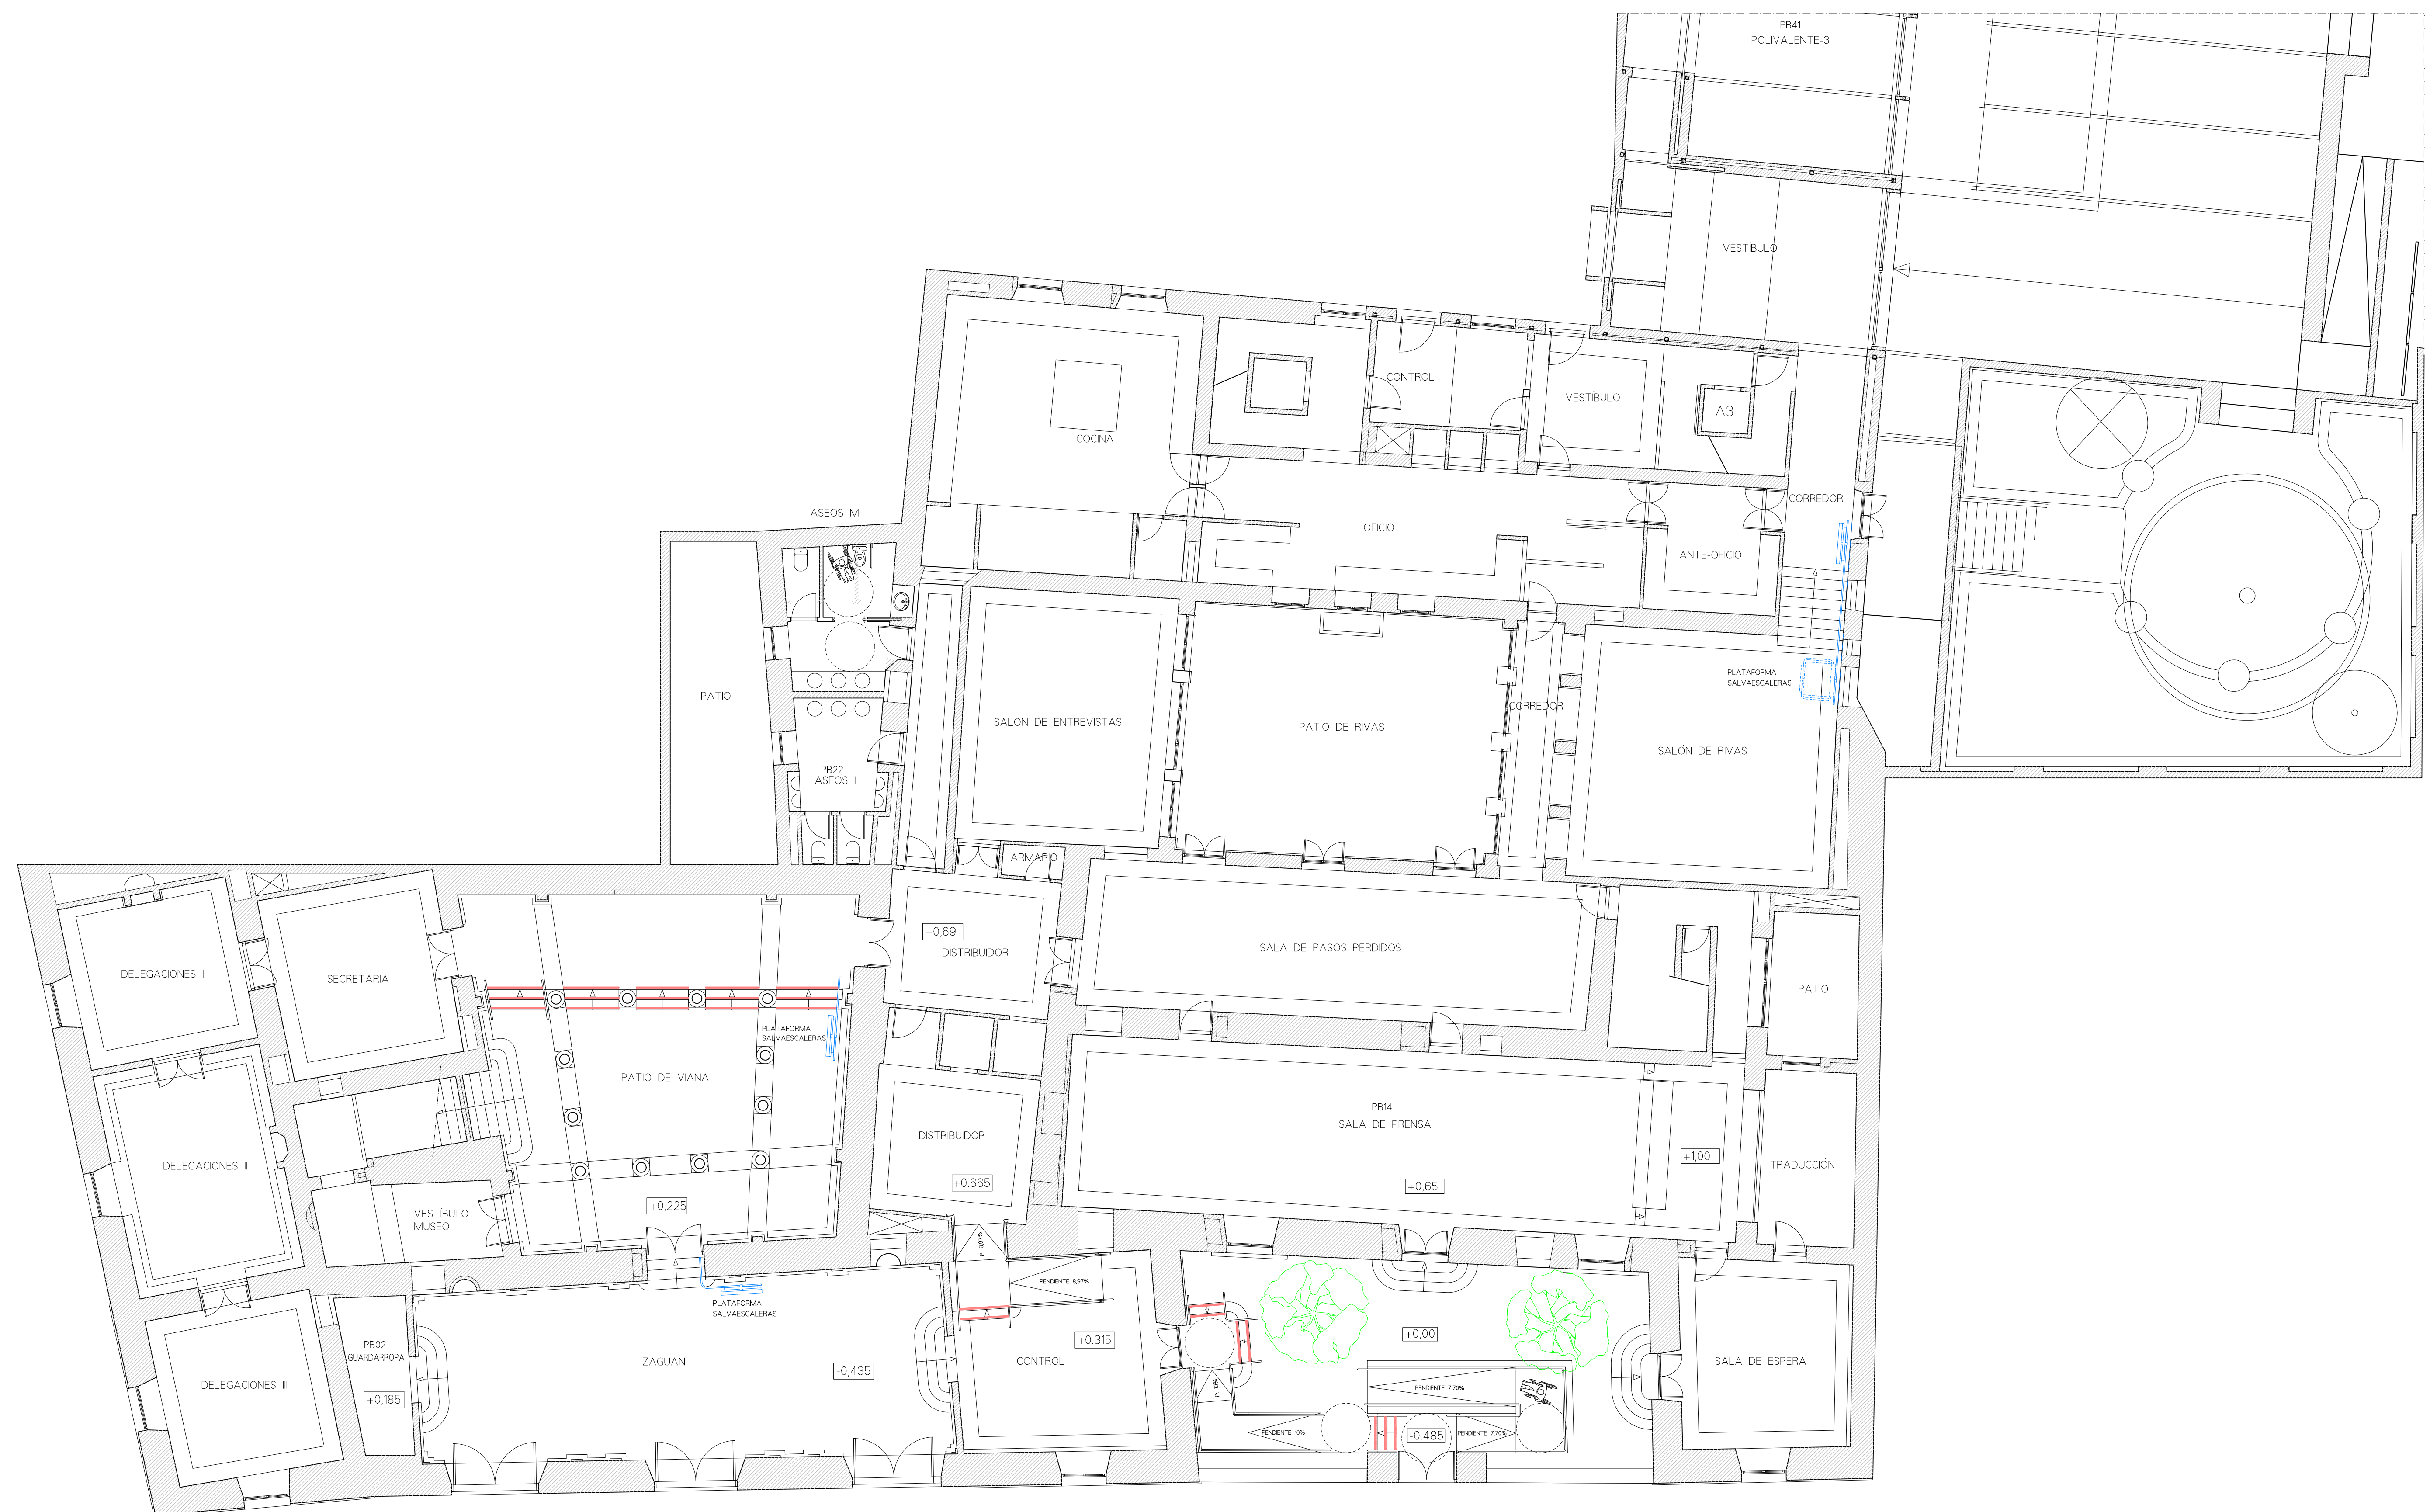 PB41
POLIVALENTE-3
VESTÍBULO
CONTROL
VESTÍBULO
A3
COCINA
CORREDOR
ASEOS M
OFICIO
ANTE-OFICIO
PLATAFORMA
SALVAESCALERAS
PATIO
SALON DE ENTREVISTAS
PATIO DE RIVAS
CORREDOR
SALÓN DE RIVAS
PB22
ASEOS H
ARMARIO
+0,69
DISTRIBUIDOR
SALA DE PASOS PERDIDOS
DELEGACIONES I
SECRETARIA
PATIO
PLATAFORMA
SALVAESCALERAS
PATIO DE VIANA
PB14
SALA DE PRENSA
DISTRIBUIDOR
+0.665
+0,65
+1,00
TRADUCCIÓN
DELEGACIONES II
+0,225
VESTÍBULO
MUSEO
P: 8,97%
PENDIENTE 8,97%
PLATAFORMA
SALVAESCALERAS
PB02
GUARDARROPA
+0,185
ZAGUAN
-0,435
CONTROL
+0.315
+0,00
SALA DE ESPERA
DELEGACIONES III
P: 10%
PENDIENTE 7,70%
PENDIENTE 10%
-0.485
PENDIENTE 7,70%